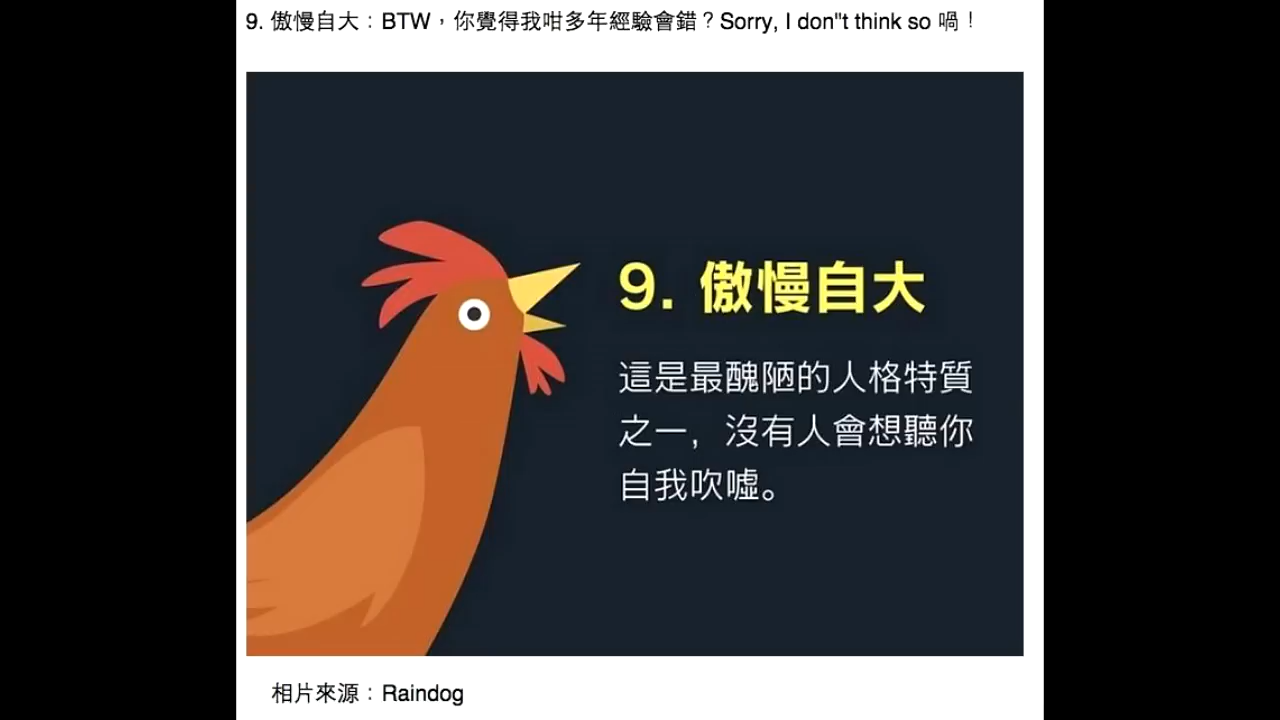 9. 傲慢自大：BTW，你覺得我咁多年經驗會錯？Sorry, I don"t think so 喎！
9. 傲慢自大
這是最醜陋的人格特質
之一，沒有人會想聽你
自我吹噓。
相片來源：Raindog